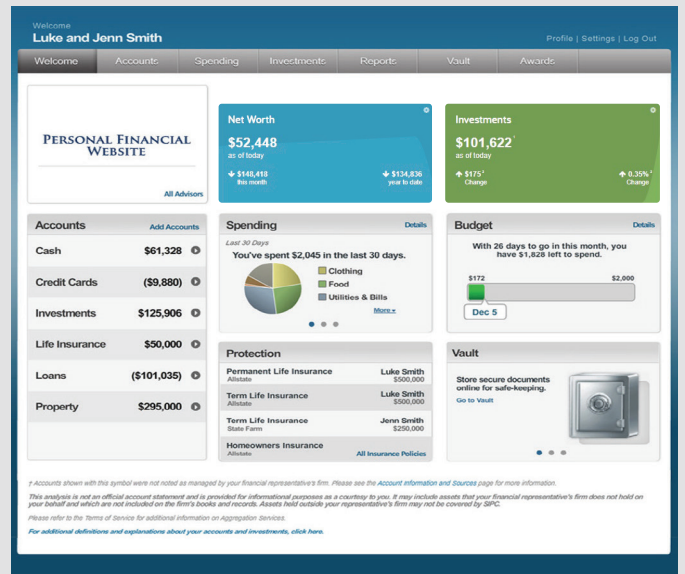 Welcome
Luke and Jenn Smith
Profile | Settings | Log Out
Welcome Accounts Spending Investments Reports Vault Awards
PERSONAL FINANCIAL
WEBSITE
All Advisors
Net Worth
$52,448
as of today
$148,418
this month
$134,836
year to date
Investments
$101,622†
as of today
$175‡
Change
0.35%‡
Change
Accounts Add Accounts
Cash $61,328
Credit Cards ($9,880)
Investments $125,906
Life Insurance $50,000
Loans ($101,035)
Property $295,000
Spending Details
Last 30 Days
You've spent $2,045 in the last 30 days.
Clothing
Food
Utilities & Bills
More
Budget Details
With 26 days to go in this month, you
have $1,828 left to spend.
$172 $2,000
Dec 5
Protection
Permanent Life Insurance Luke Smith
Allstate $500,000
Term Life Insurance Luke Smith
Allstate $500,000
Term Life Insurance Jenn Smith
State Farm $250,000
Homeowners Insurance
Allstate All Insurance Policies
Vault
Store secure documents
online for safe-keeping.
Go to Vault
† Accounts shown with this symbol were not noted as managed by your financial representative's firm. Please see the Account Information and Sources page for more information.
This analysis is not an official account statement and is provided for informational purposes as a courtesy to you. It may include assets that your financial representative's firm does not hold on
your behalf and which are not included on the firm's books and records. Assets held outside your representative's firm may not be covered by SIPC.
Please refer to the Terms of Service for additional information on Aggregation Services.
For additional definitions and explanations about your accounts and investments, click here.